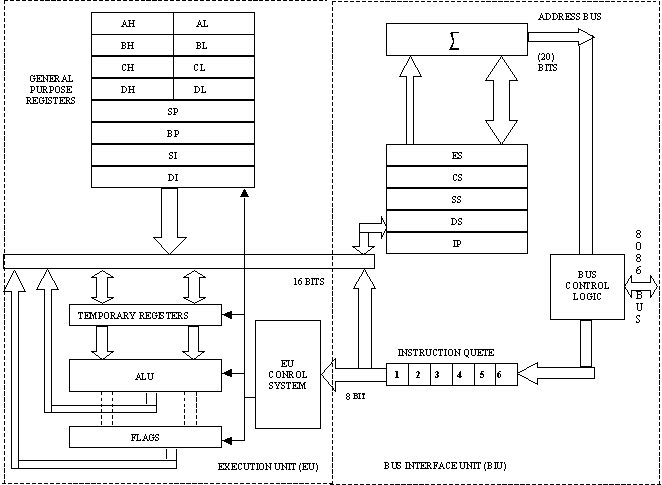 ADDRESS BUS
AH AL
BH BL
CH CL
DH DL
SP
BP
SI
DI
GENERAL
PURPOSE
REGISTERS
Σ
(20)
BITS
ES
CS
SS
DS
IP
16 BITS
BUS
CONTROL
LOGIC
8086 BUS
TEMPORARY REGISTERS
EU
CONROL
SYSTEM
INSTRUCTION QUETE
1 2 3 4 5 6
8 BIT
ALU
FLAGS
EXECUTION UNIT (EU)
BUS INTERFACE UNIT (BIU)